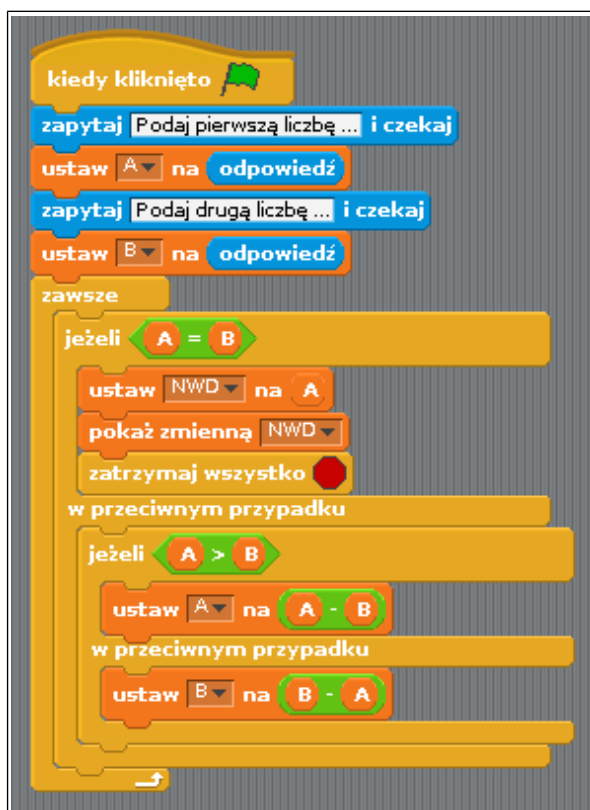 kiedy kliknięto
zapytaj Podaj pierwszą liczbę ... i czekaj
ustaw A na odpowiedź
zapytaj Podaj drugą liczbę ... i czekaj
ustaw B na odpowiedź
zawsze
jeżeli A = B
ustaw NWD na A
pokaż zmienną NWD
zatrzymaj wszystko
w przeciwnym przypadku
jeżeli A > B
ustaw A na A - B
w przeciwnym przypadku
ustaw B na B - A